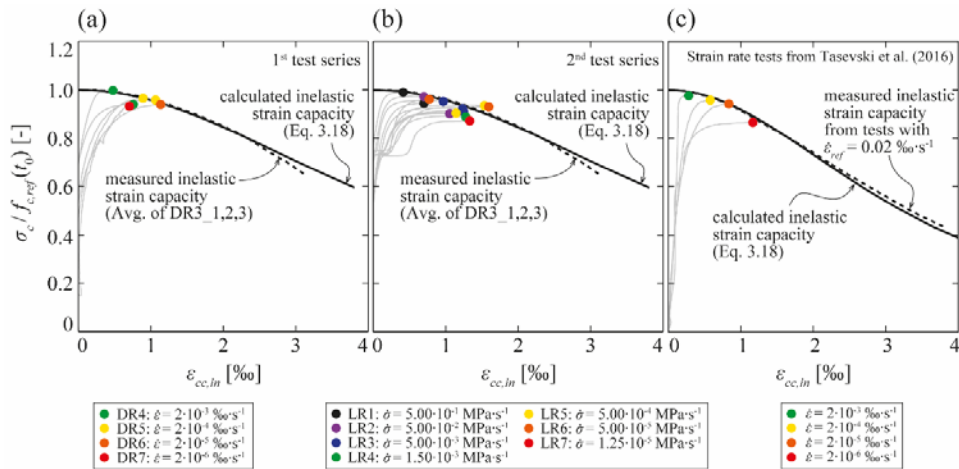 (a)
(b)
(c)
σc / fc,ref(t0) [-]
1.2
1.0
0.8
0.6
0.4
0.2
0
1st test series
calculated inelastic
strain capacity
(Eq. 3.18)
measured inelastic
strain capacity
(Avg. of DR3_1,2,3)
0 1 2 3 4
εcc,In [‰]
2nd test series
calculated inelastic
strain capacity
(Eq. 3.18)
measured inelastic
strain capacity
(Avg. of DR3_1,2,3)
0 1 2 3 4
εcc,In [‰]
Strain rate tests from Tasevski et al. (2016)
measured
inelastic
strain capacity
from tests with
ε̇ref = 0.02 ‰·s-1
calculated inelastic
strain capacity
(Eq. 3.18)
0 1 2 3 4
εcc,In [‰]
DR4: ε̇ = 2·10-3 ‰·s-1
DR5: ε̇ = 2·10-4 ‰·s-1
DR6: ε̇ = 2·10-5 ‰·s-1
DR7: ε̇ = 2·10-6 ‰·s-1
LR1: σ̇ = 5.00·10-1 MPa·s-1
LR2: σ̇ = 5.00·10-2 MPa·s-1
LR3: σ̇ = 5.00·10-3 MPa·s-1
LR4: σ̇ = 1.50·10-3 MPa·s-1
LR5: σ̇ = 5.00·10-4 MPa·s-1
LR6: σ̇ = 5.00·10-5 MPa·s-1
LR7: σ̇ = 1.25·10-5 MPa·s-1
ε̇ = 2·10-3 ‰·s-1
ε̇ = 2·10-4 ‰·s-1
ε̇ = 2·10-5 ‰·s-1
ε̇ = 2·10-6 ‰·s-1